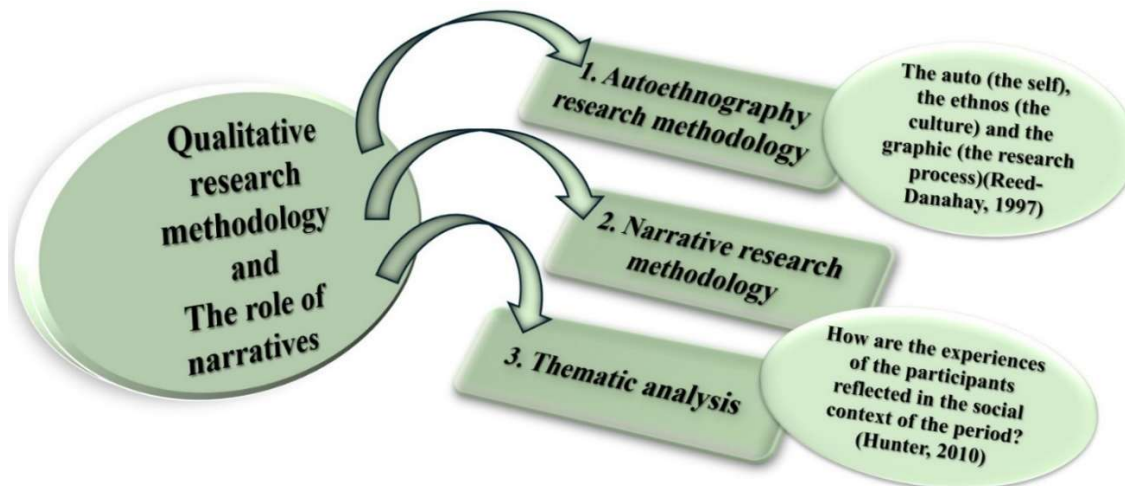 Qualitative
research
methodology
and
The role of
narratives
1. Autoethnography
research methodology
The auto (the self),
the ethnos (the
culture) and the
graphic (the research
process)(Reed-
Danahay, 1997)
2. Narrative research
methodology
3. Thematic analysis
How are the experiences
of the participants
reflected in the social
context of the period?
(Hunter, 2010)